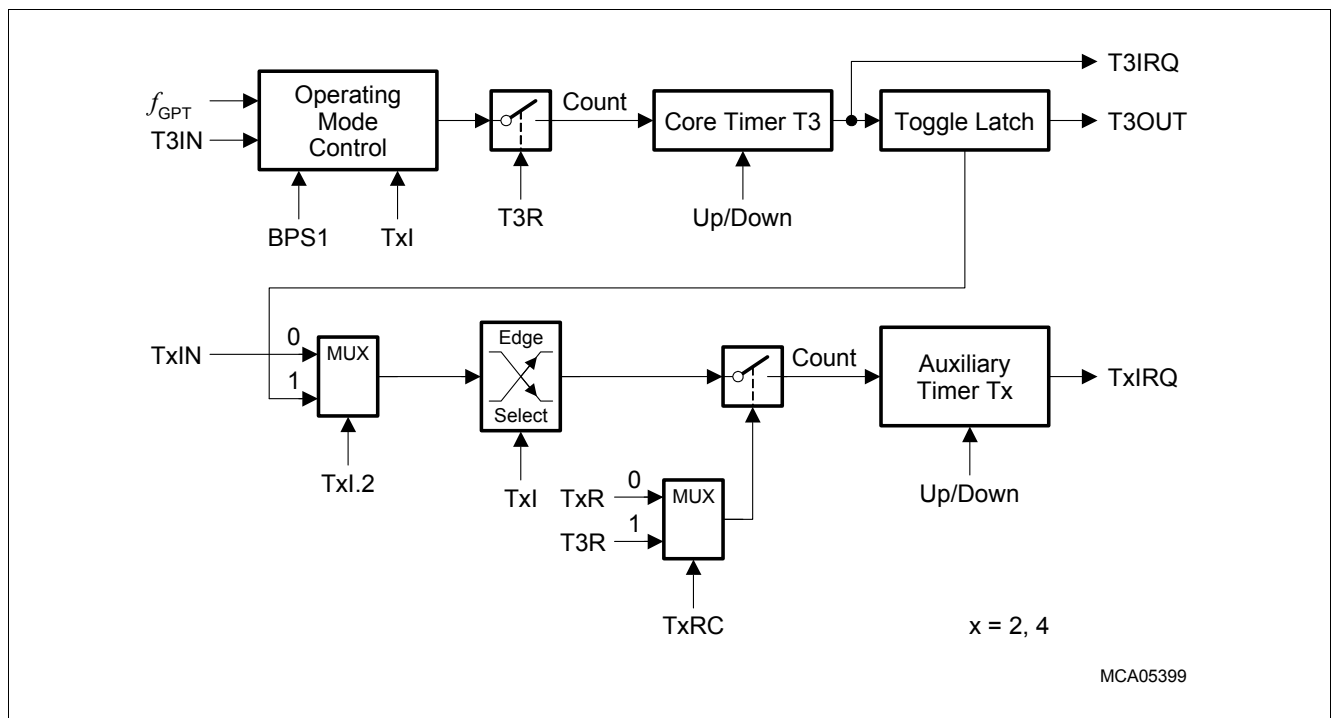 T3IRQ
fGPT
T3IN
Operating
Mode
Control
Count
Core Timer T3
Toggle Latch
T3OUT
BPS1
TxI
T3R
Up/Down
TxIN
0
1
MUX
TxI.2
Edge
Select
TxI
Count
Auxiliary
Timer Tx
TxIRQ
Up/Down
TxR
0
T3R
1
MUX
TxRC
x = 2, 4
MCA05399